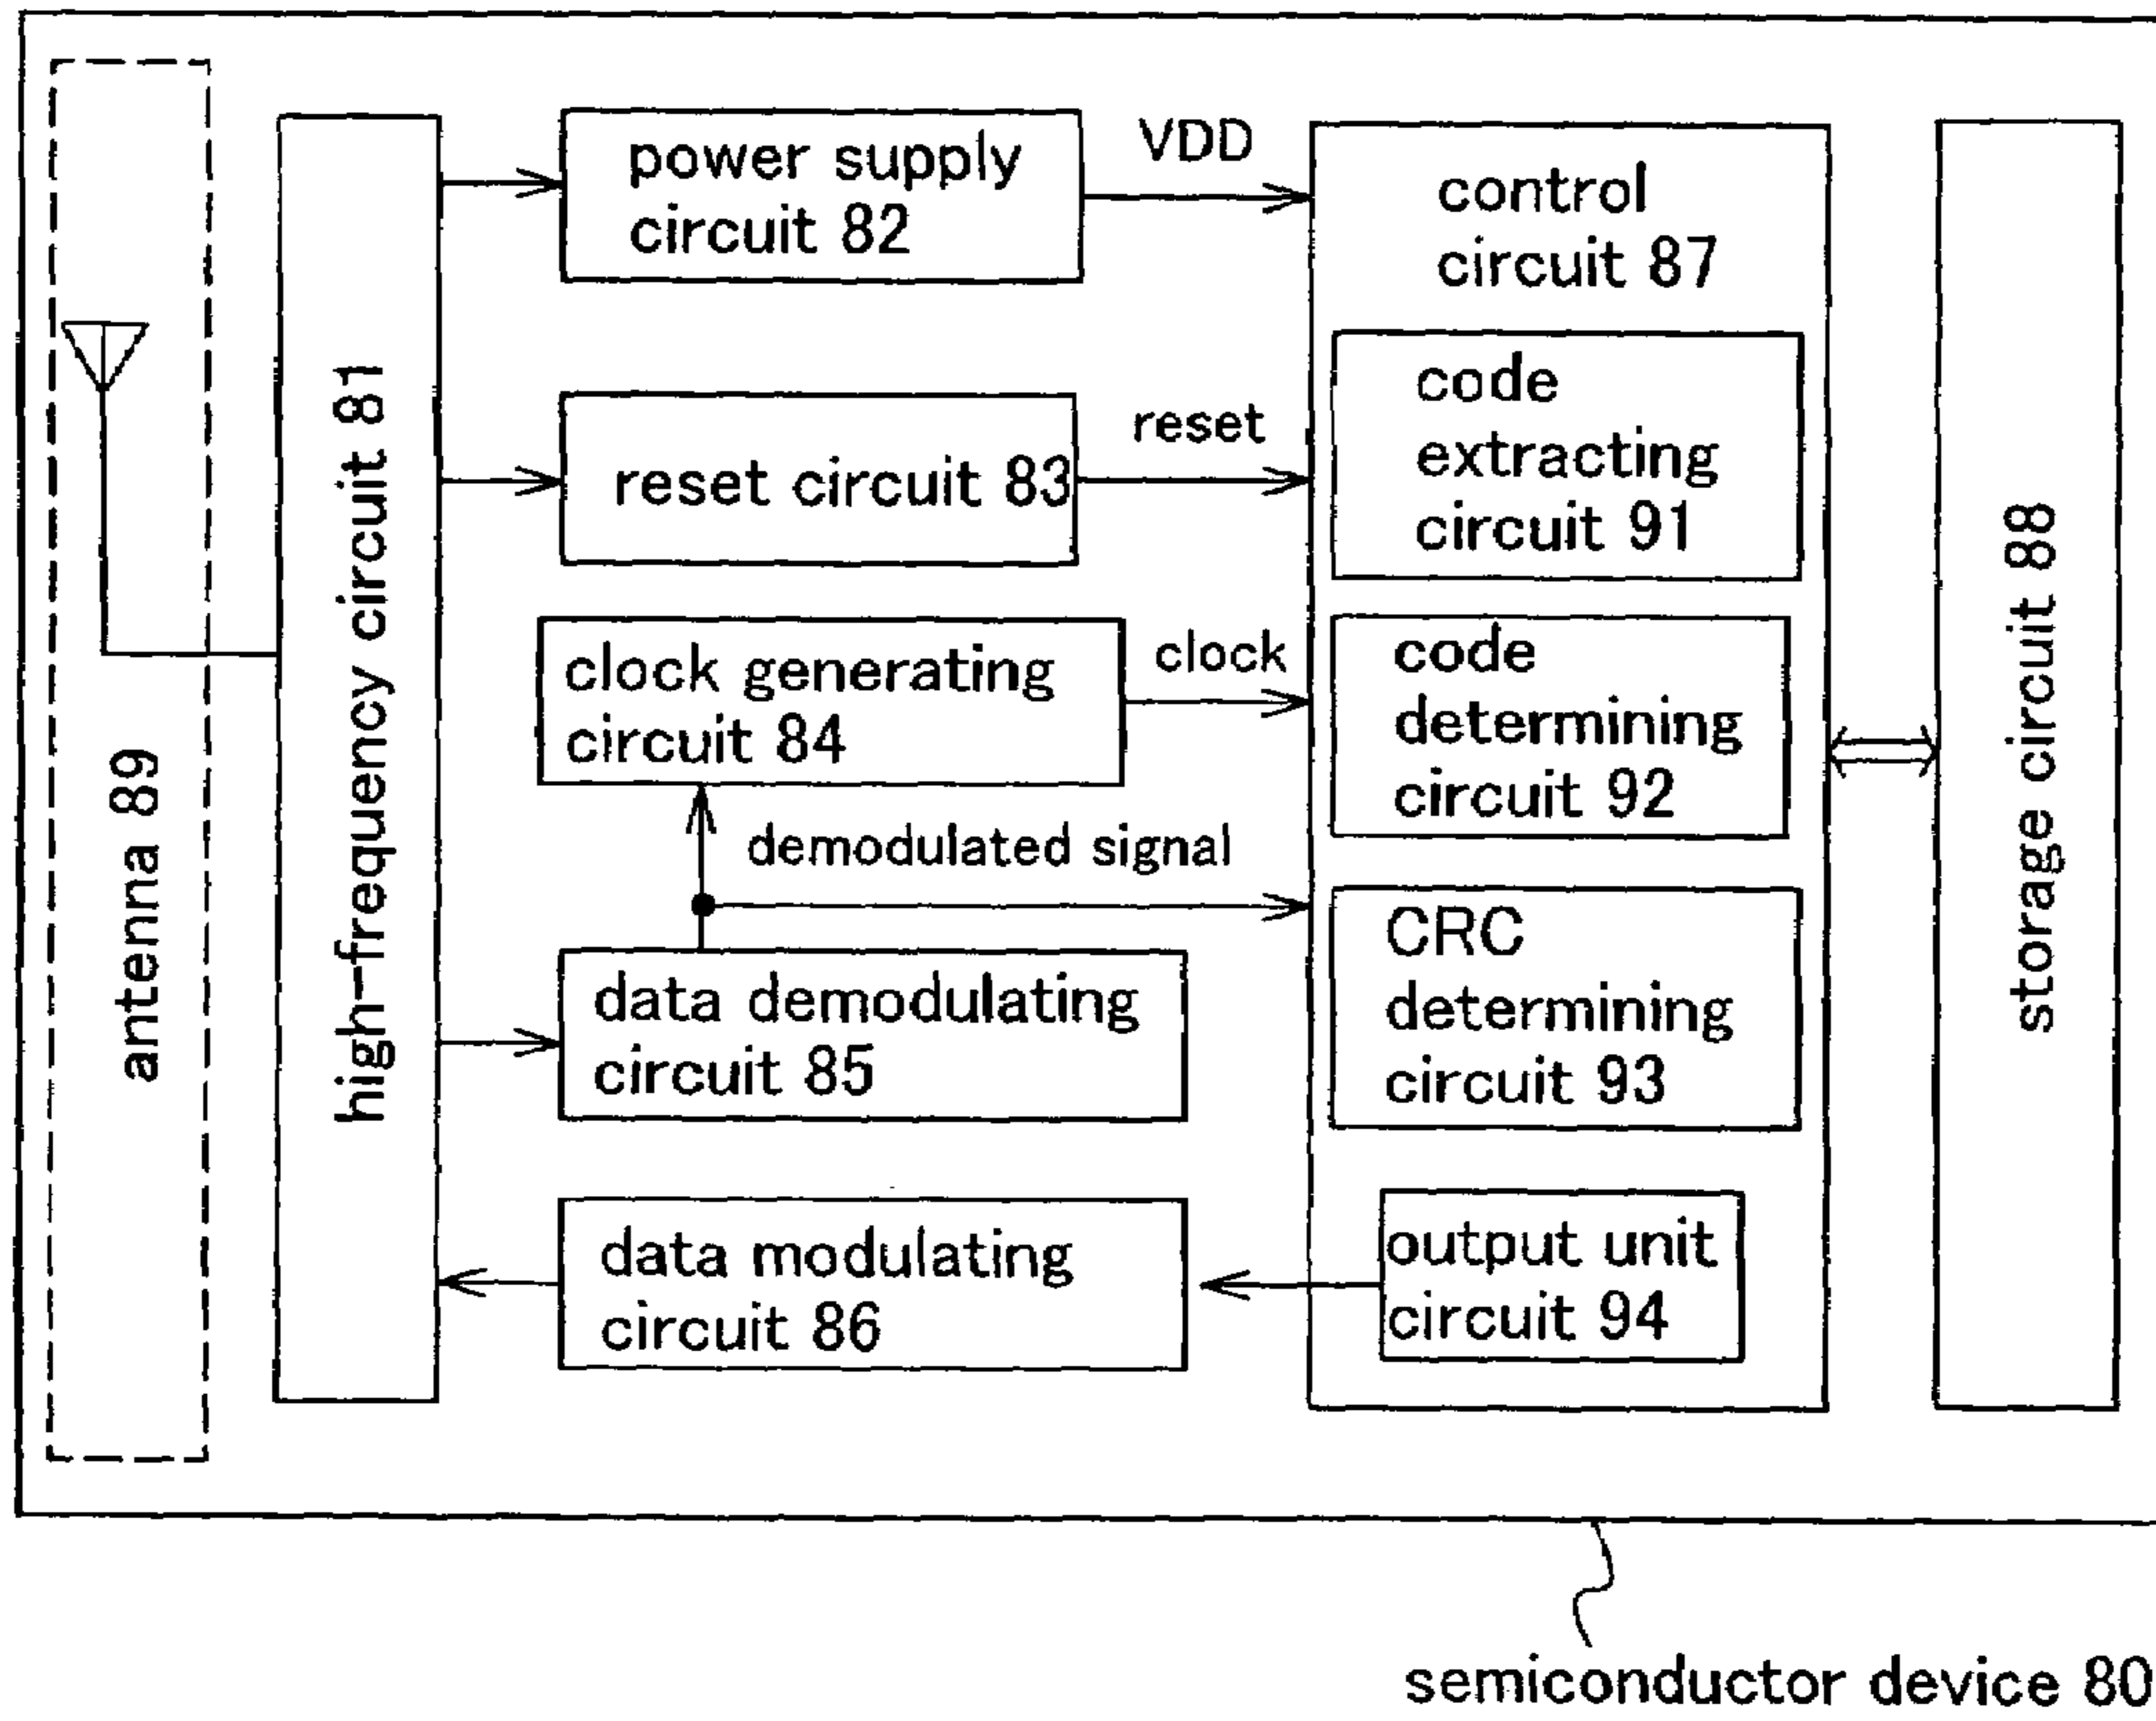 antenna 89
high-frequency circuit 81
power supply
circuit 82
VDD
reset circuit 83
reset
clock generating
circuit 84
clock
demodulated signal
data demodulating
circuit 85
data modulating
circuit 86
control
circuit 87
code
extracting
circuit 91
code
determining
circuit 92
CRC
determining
circuit 93
output unit
circuit 94
storage circuit 88
semiconductor device 80